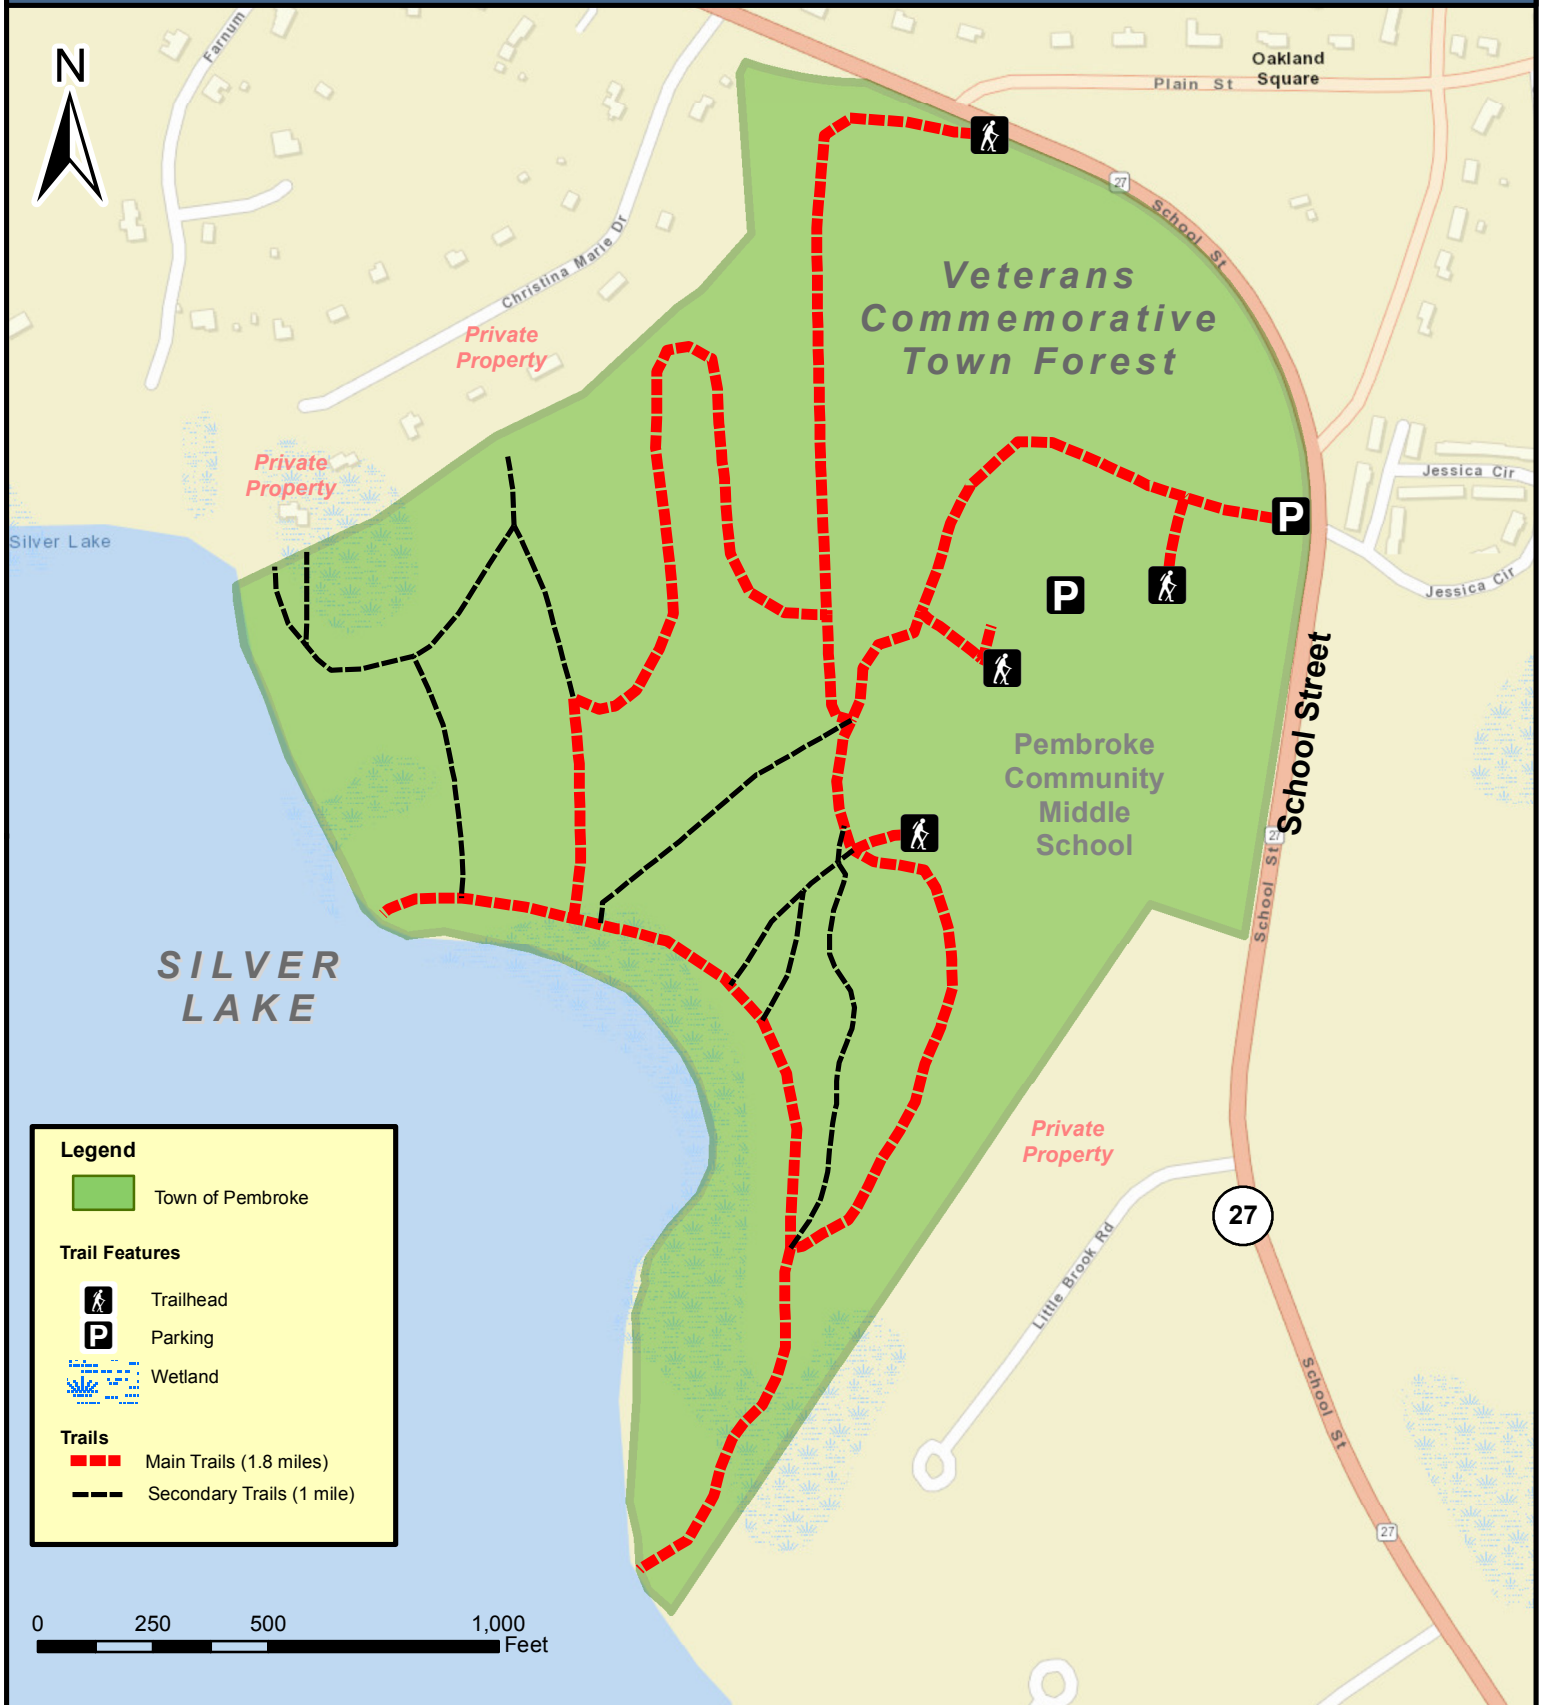 N
Farnum
Oakland
Square
Plain St
27
School St
Christina Marie Dr
Veterans
Commemorative
Town Forest
Private
Property
Private
Property
Jessica Cir
P
Silver Lake
Jessica Cir
P
School Street
Pembroke
Community
Middle
School
27
School St
SILVER
LAKE
Private
Property
27
Little Brook Rd
School St
27
Legend
Town of Pembroke
Trail Features
Trailhead
P Parking
Wetland
Trails
Main Trails (1.8 miles)
Secondary Trails (1 mile)
0 250 500 1,000
Feet